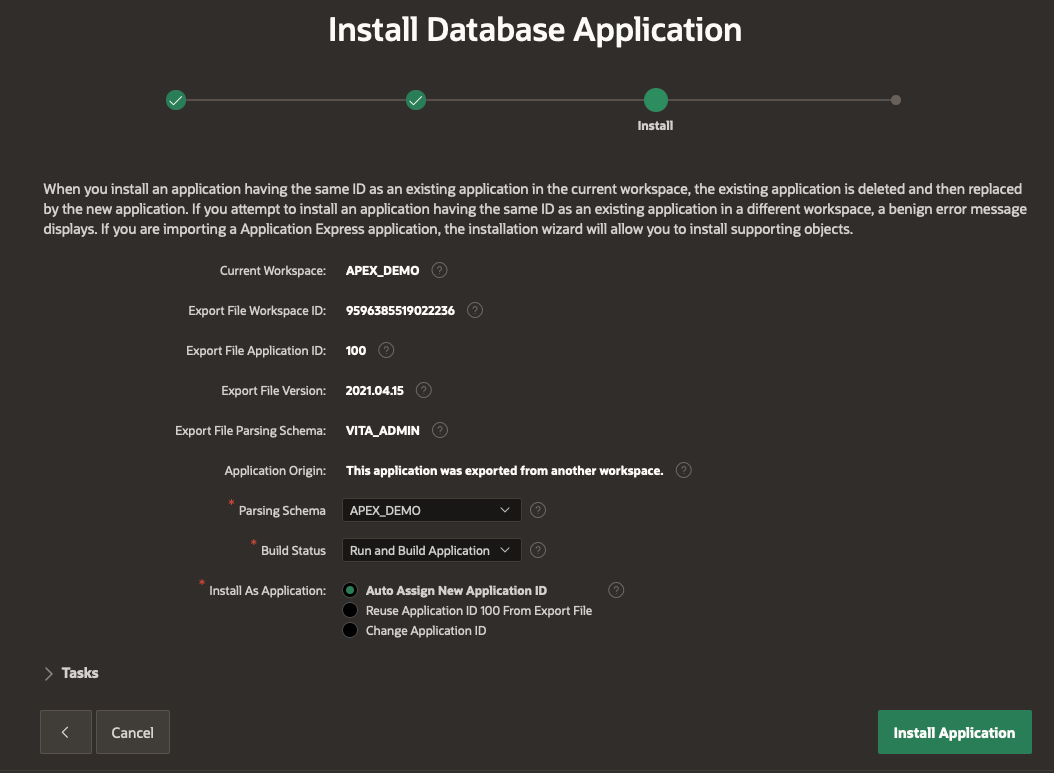 Install Database Application
Install
When you install an application having the same ID as an existing application in the current workspace, the existing application is deleted and then replaced
by the new application. If you attempt to install an application having the same ID as an existing application in a different workspace, a benign error message
displays. If you are importing a Application Express application, the installation wizard will allow you to install supporting objects.
Current Workspace: APEX_DEMO ?
Export File Workspace ID: 9596385519022236 ?
Export File Application ID: 100 ?
Export File Version: 2021.04.15 ?
Export File Parsing Schema: VITA_ADMIN ?
Application Origin: This application was exported from another workspace. ?
* Parsing Schema APEX_DEMO ?
* Build Status Run and Build Application ?
* Install As Application: Auto Assign New Application ID ?
Reuse Application ID 100 From Export File
Change Application ID
Tasks
Cancel Install Application